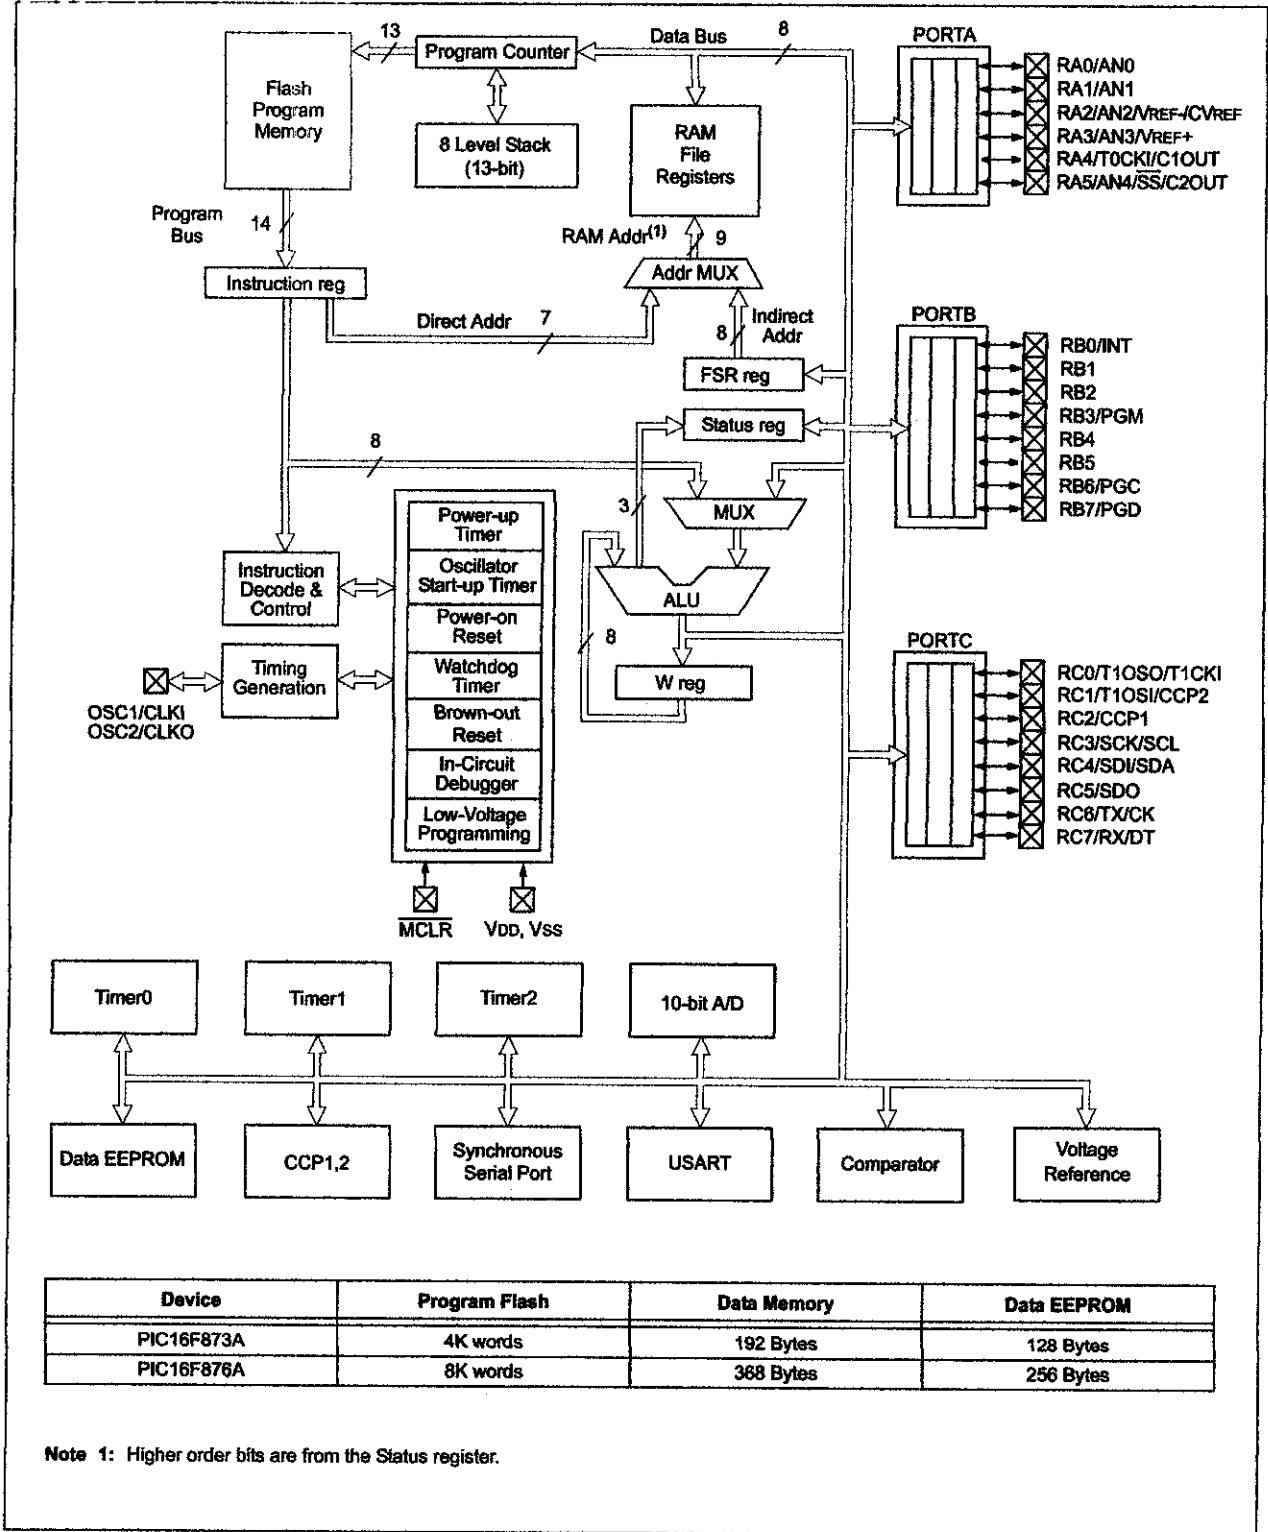 13
Program Counter
Data Bus
8
PORTA
Flash
Program
Memory
8 Level Stack
(13-bit)
RAM
File
Registers
RA0/AN0
RA1/AN1
RA2/AN2/VREF-/CVREF
RA3/AN3/VREF+
RA4/T0CKI/C1OUT
RA5/AN4/SS/C2OUT
Program
Bus
14
RAM Addr(1)
9
Addr MUX
Instruction reg
Direct Addr
7
8
Indirect
Addr
FSR reg
Status reg
PORTB
RB0/INT
RB1
RB2
RB3/PGM
RB4
RB5
RB6/PGC
RB7/PGD
8
3
MUX
ALU
8
W reg
Power-up
Timer
Oscillator
Start-up Timer
Power-on
Reset
Watchdog
Timer
Brown-out
Reset
In-Circuit
Debugger
Low-Voltage
Programming
Instruction
Decode &
Control
Timing
Generation
OSC1/CLKI
OSC2/CLKO
MCLR
VDD, VSS
PORTC
RC0/T1OSO/T1CKI
RC1/T1OSI/CCP2
RC2/CCP1
RC3/SCK/SCL
RC4/SDI/SDA
RC5/SDO
RC6/TX/CK
RC7/RX/DT
Timer0
Timer1
Timer2
10-bit A/D
Data EEPROM
CCP1,2
Synchronous
Serial Port
USART
Comparator
Voltage
Reference
Device Program Flash Data Memory Data EEPROM
PIC16F873A 4K words 192 Bytes 128 Bytes
PIC16F876A 8K words 368 Bytes 256 Bytes
Note 1: Higher order bits are from the Status register.